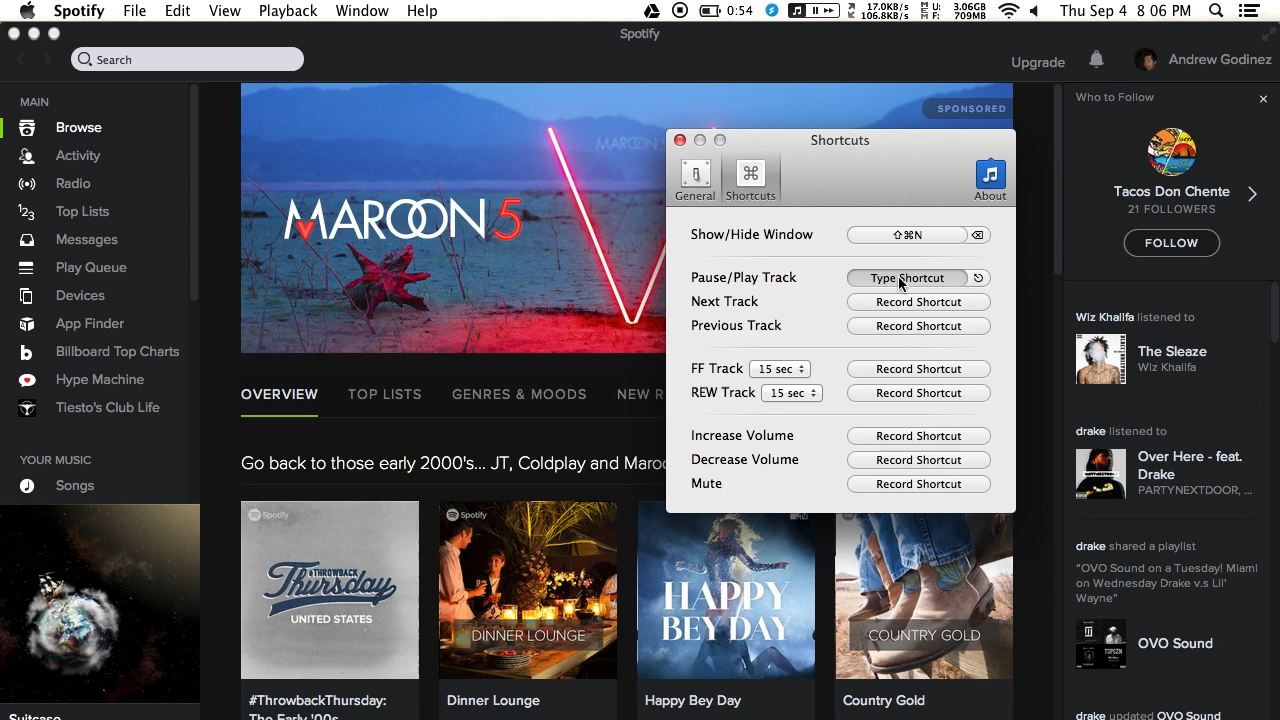 Spotify File Edit View Playback Window Help
0:54
17.0KB/s
106.8KB/s
M U: 3.06GB
E F: 709MB
Thu Sep 4 8:06 PM
Spotify
Search
Upgrade
Andrew Godinez
MAIN
Browse
Activity
Radio
Top Lists
Messages
Play Queue
Devices
App Finder
Billboard Top Charts
Hype Machine
Tiesto's Club Life
YOUR MUSIC
Songs
Suitcase
SPONSORED
MAROON 5
MAROON 5
OVERVIEW TOP LISTS GENRES & MOODS NEW R
Go back to those early 2000's... JT, Coldplay and Maroo
Spotify
#THROWBACK
Thursday
UNITED STATES
#ThrowbackThursday:
The Early '00s
Spotify
DINNER LOUNGE
Dinner Lounge
HAPPY
BEY DAY
Happy Bey Day
COUNTRY GOLD
Country Gold
Shortcuts
General
Shortcuts
About
Show/Hide Window ⇧⌘N
Pause/Play Track Type Shortcut
Next Track Record Shortcut
Previous Track Record Shortcut
FF Track 15 sec Record Shortcut
REW Track 15 sec Record Shortcut
Increase Volume Record Shortcut
Decrease Volume Record Shortcut
Mute Record Shortcut
Who to Follow
Tacos Don Chente
21 FOLLOWERS
FOLLOW
Wiz Khalifa listened to
The Sleaze
Wiz Khalifa
drake listened to
Over Here - feat.
Drake
PARTYNEXTDOOR, ...
drake shared a playlist
"OVO Sound on a Tuesday! Miami
on Wednesday Drake v.s Lil'
Wayne"
OVO Sound
drake updated OVO Sound